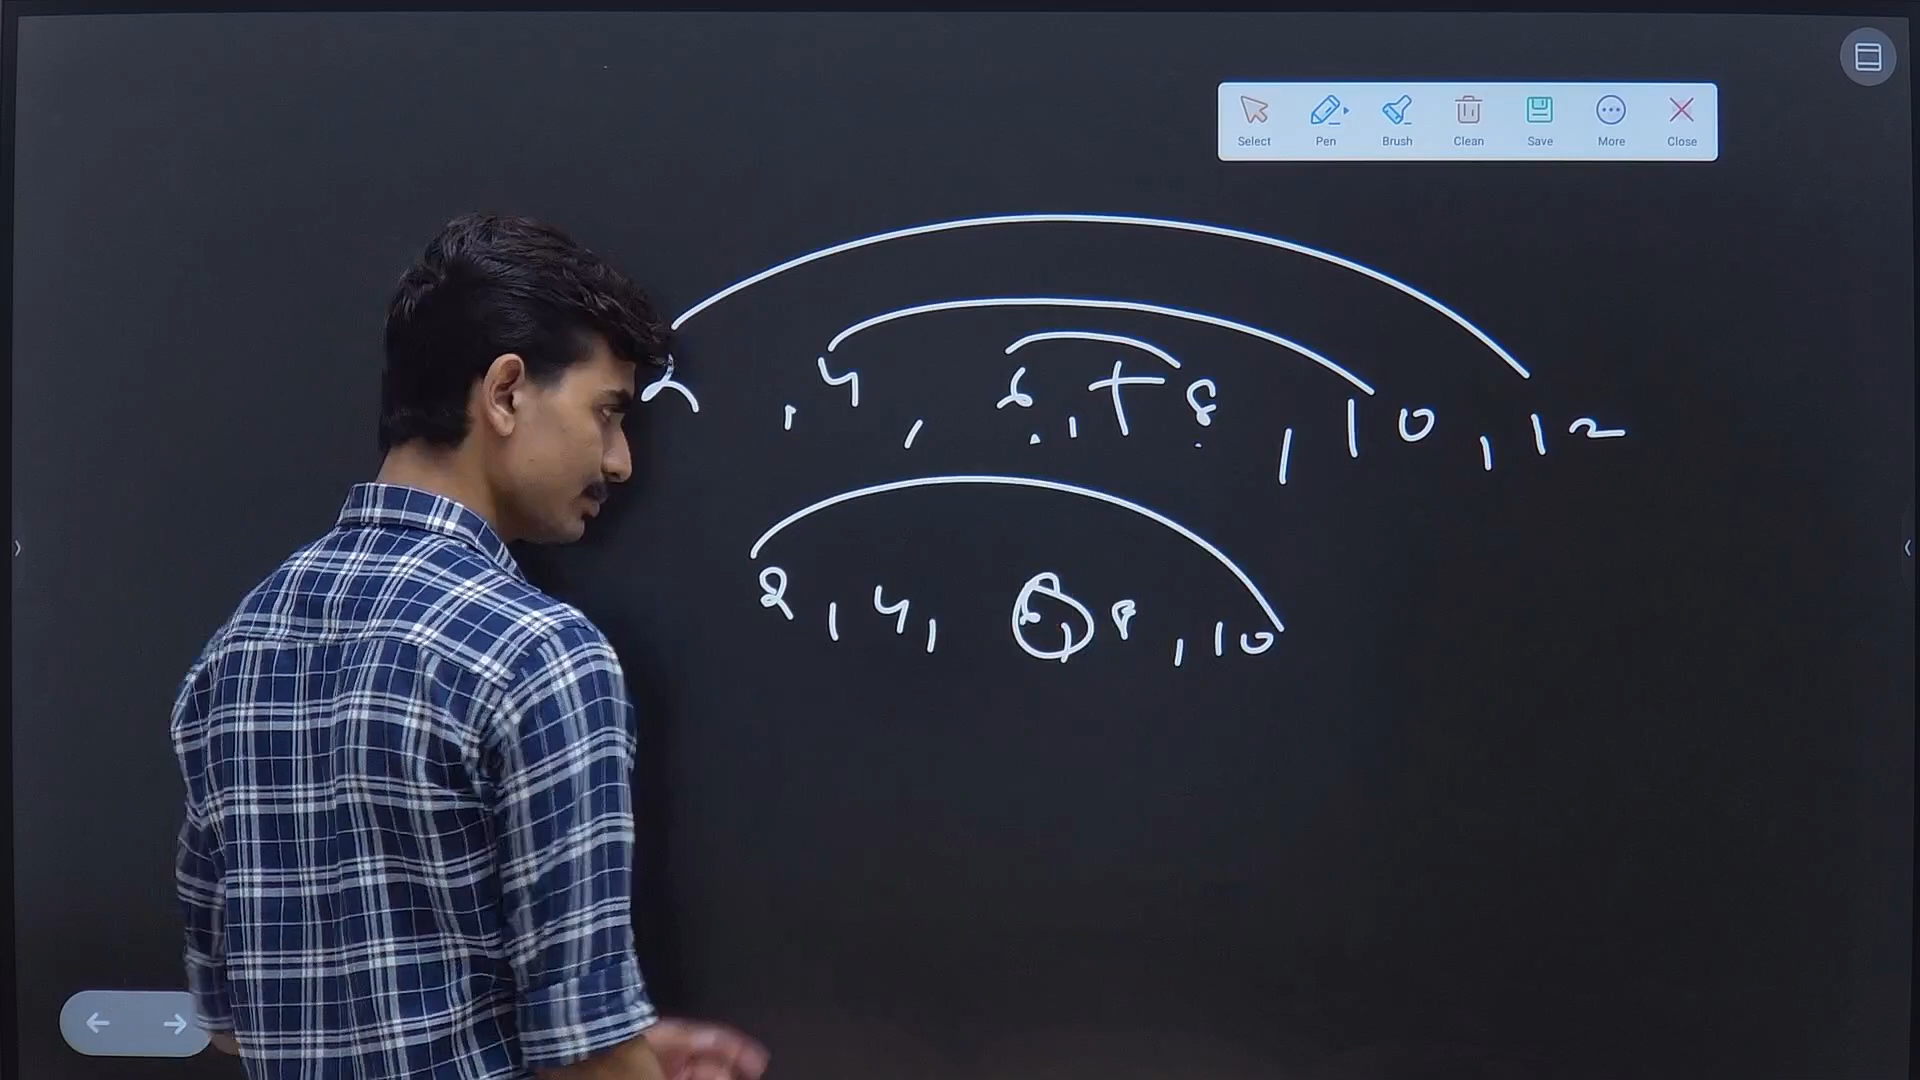 Select Pen Brush Clean Save More Close
2 , 4 , 6 , + 8 , 10 , 12
2 , 4 , 6 , 8 , 10